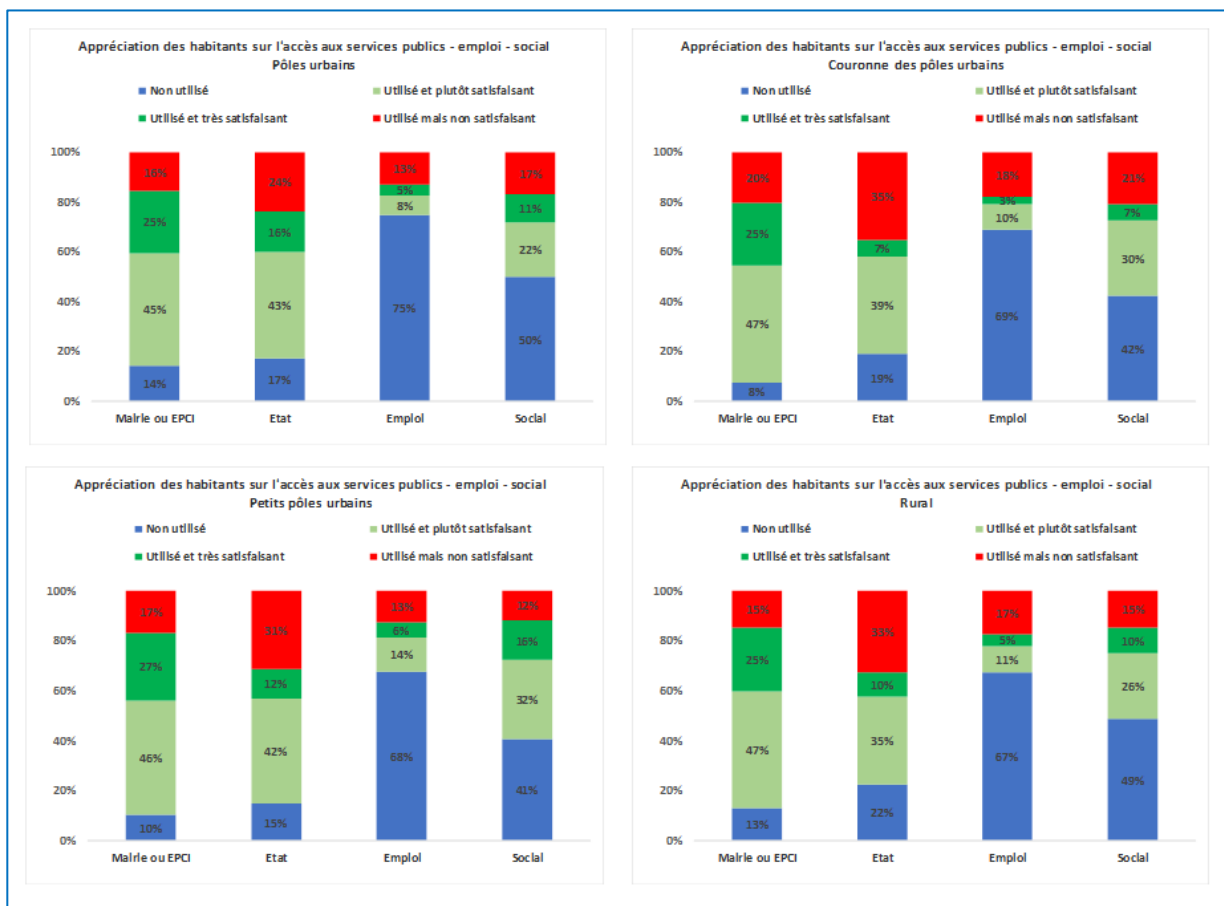 Appréciation des habitants sur l'accès aux services publics - emploi - social
Pôles urbains
Non utilisé
Utilisé et plutôt satisfaisant
Utilisé et très satisfaisant
Utilisé mais non satisfaisant
100%
80%
60%
40%
20%
0%
16%
25%
45%
14%
24%
16%
43%
17%
13%
5%
8%
75%
17%
11%
22%
50%
Mairie ou EPCI
Etat
Emploi
Social
Appréciation des habitants sur l'accès aux services publics - emploi - social
Couronne des pôles urbains
Non utilisé
Utilisé et plutôt satisfaisant
Utilisé et très satisfaisant
Utilisé mais non satisfaisant
100%
80%
60%
40%
20%
0%
20%
25%
47%
8%
35%
7%
39%
19%
18%
3%
10%
69%
21%
7%
30%
42%
Mairie ou EPCI
Etat
Emploi
Social
Appréciation des habitants sur l'accès aux services publics - emploi - social
Petits pôles urbains
Non utilisé
Utilisé et plutôt satisfaisant
Utilisé et très satisfaisant
Utilisé mais non satisfaisant
100%
80%
60%
40%
20%
0%
17%
27%
46%
10%
31%
12%
42%
15%
13%
6%
14%
68%
12%
16%
32%
41%
Mairie ou EPCI
Etat
Emploi
Social
Appréciation des habitants sur l'accès aux services publics - emploi - social
Rural
Non utilisé
Utilisé et plutôt satisfaisant
Utilisé et très satisfaisant
Utilisé mais non satisfaisant
100%
80%
60%
40%
20%
0%
15%
25%
47%
13%
33%
10%
35%
22%
17%
5%
11%
67%
15%
10%
26%
49%
Mairie ou EPCI
Etat
Emploi
Social